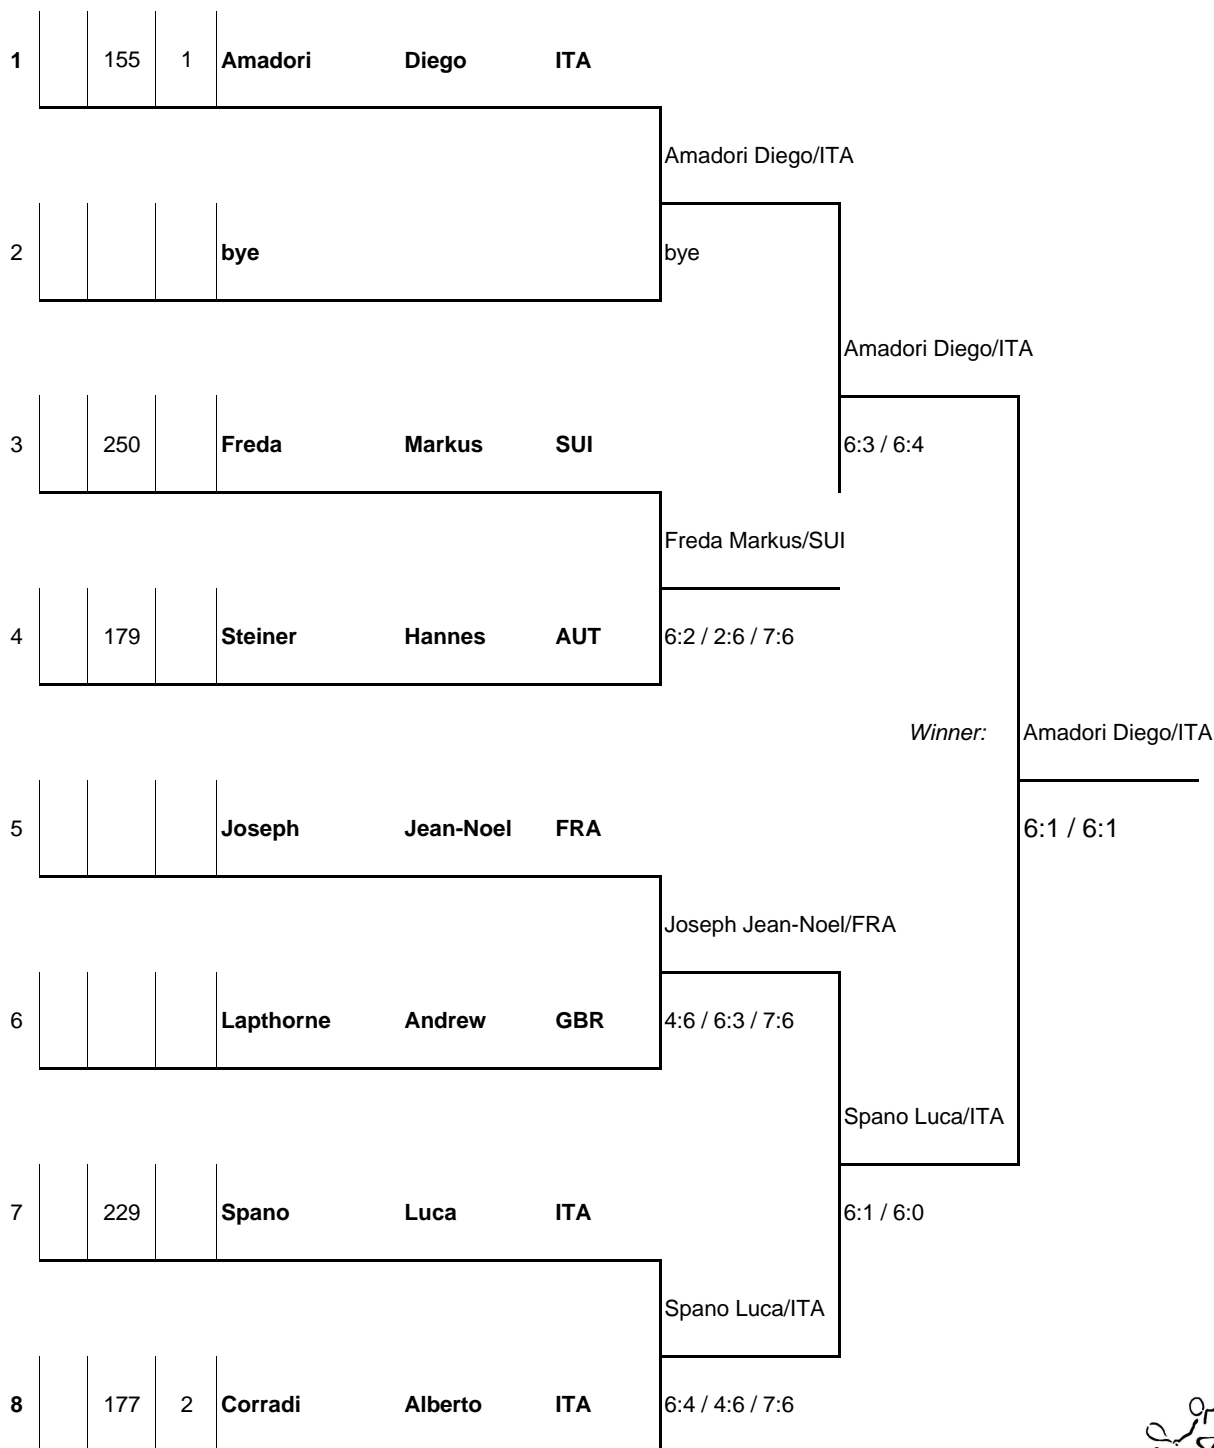 1 155 1 Amadori Diego ITA
Amadori Diego/ITA
2 bye bye
Amadori Diego/ITA
3 250 Freda Markus SUI 6:3 / 6:4
Freda Markus/SUI
4 179 Steiner Hannes AUT 6:2 / 2:6 / 7:6
Winner: Amadori Diego/ITA
5 Joseph Jean-Noel FRA 6:1 / 6:1
Joseph Jean-Noel/FRA
6 Lapthorne Andrew GBR 4:6 / 6:3 / 7:6
Spano Luca/ITA
7 229 Spano Luca ITA 6:1 / 6:0
Spano Luca/ITA
8 177 2 Corradi Alberto ITA 6:4 / 4:6 / 7:6